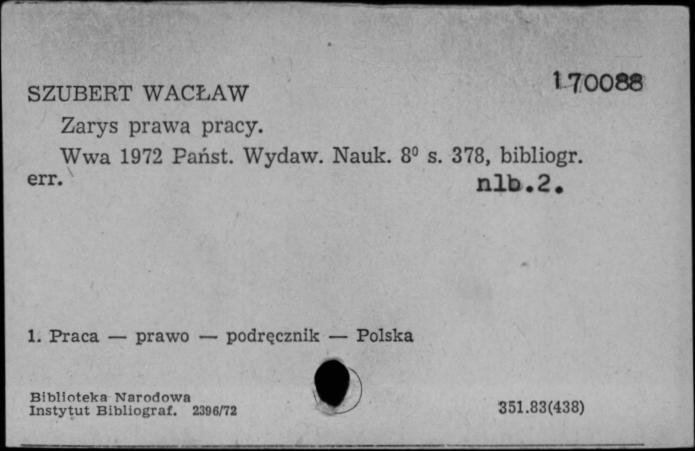 170088
SZUBERT WACŁAW
Zarys prawa pracy.
Wwa 1972 Państ. Wydaw. Nauk. 8⁰ s. 378, bibliogr.
err. nlb.2.
1. Praca — prawo — podręcznik — Polska
Biblioteka Narodowa
Instytut Bibliograf. 2396/72
351.83(438)